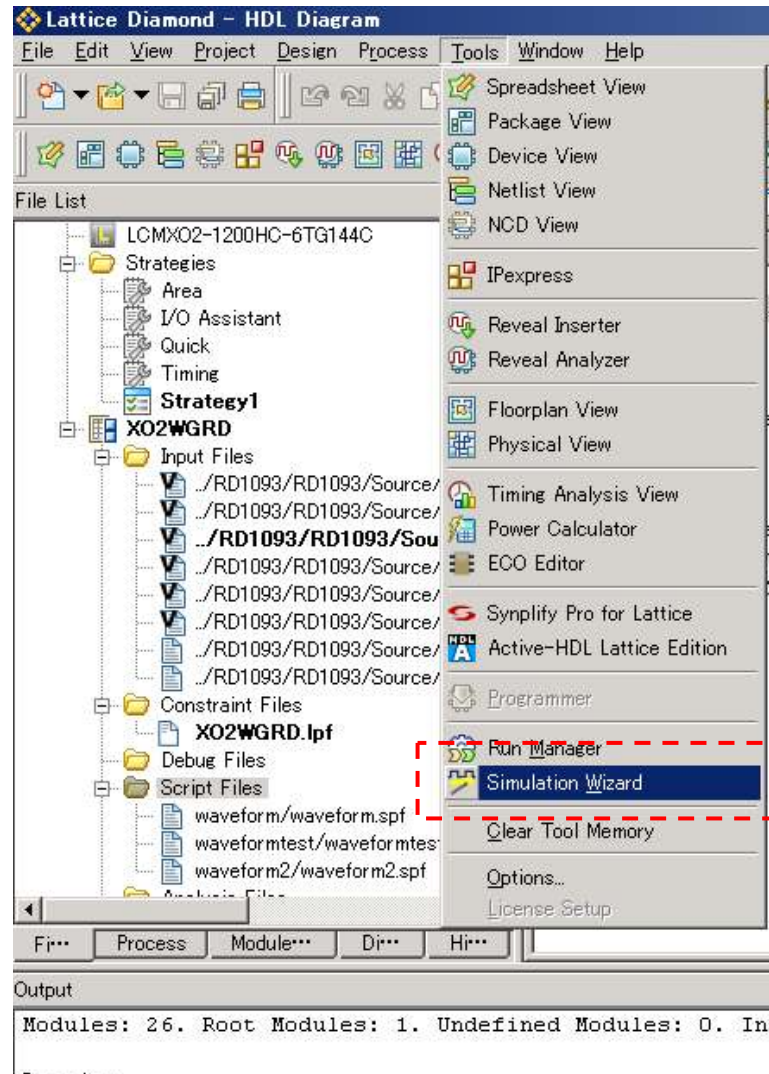 Lattice Diamond - HDL Diagram
File Edit View Project Design Process Tools Window Help
File List
LCMXO2-1200HC-6TG144C
Strategies
Area
I/O Assistant
Quick
Timing
Strategy1
XO2WGRD
Input Files
../RD1093/RD1093/Source/
../RD1093/RD1093/Source/
../RD1093/RD1093/Sou
../RD1093/RD1093/Source/
../RD1093/RD1093/Source/
../RD1093/RD1093/Source/
../RD1093/RD1093/Source/
../RD1093/RD1093/Source/
Constraint Files
XO2WGRD.lpf
Debug Files
Script Files
waveform/waveform.spf
waveformtest/waveformtes
waveform2/waveform2.spf
Analysis Files
Spreadsheet View
Package View
Device View
Netlist View
NCD View
IPexpress
Reveal Inserter
Reveal Analyzer
Floorplan View
Physical View
Timing Analysis View
Power Calculator
ECO Editor
Synplify Pro for Lattice
Active-HDL Lattice Edition
Programmer
Run Manager
Simulation Wizard
Clear Tool Memory
Options...
License Setup
Fi... Process Module... Di... Hi...
Output
Modules: 26. Root Modules: 1. Undefined Modules: 0. In